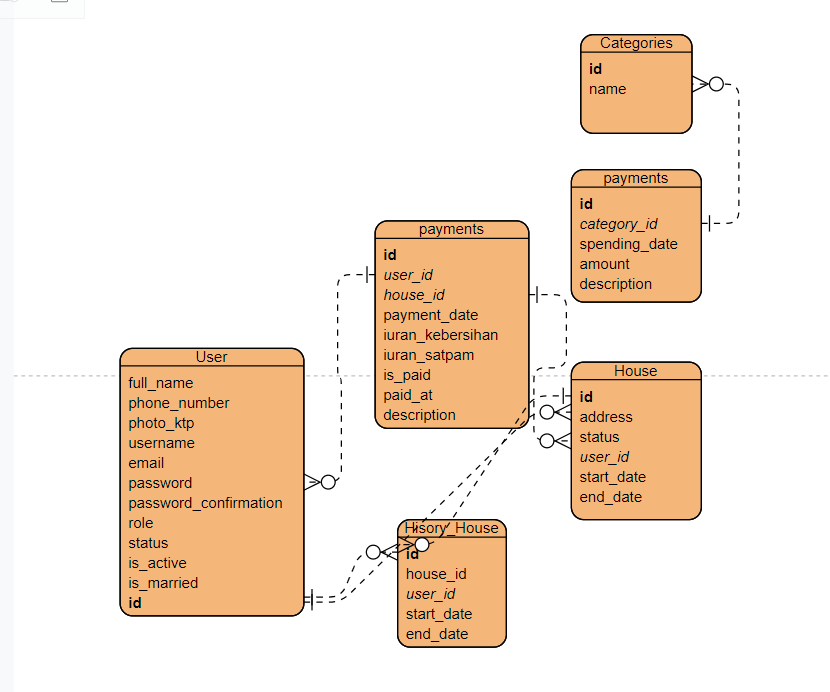 Categories
id
name
payments
id
category_id
spending_date
amount
description
payments
id
user_id
house_id
payment_date
iuran_kebersihan
iuran_satpam
is_paid
paid_at
description
User
full_name
phone_number
photo_ktp
username
email
password
password_confirmation
role
status
is_active
is_married
id
House
id
address
status
user_id
start_date
end_date
Hisory_House
id
house_id
user_id
start_date
end_date